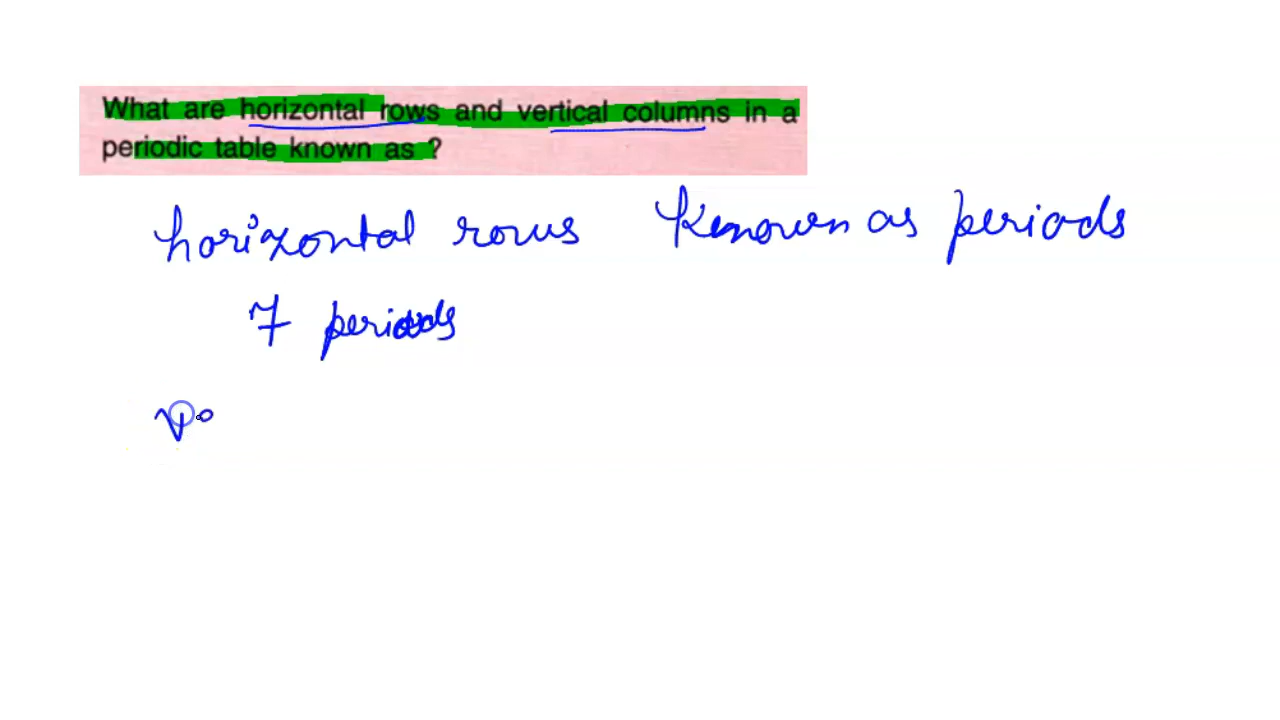 What are horizontal rows and vertical columns in a
periodic table known as ?
horizontal rows known as periods
7 periods